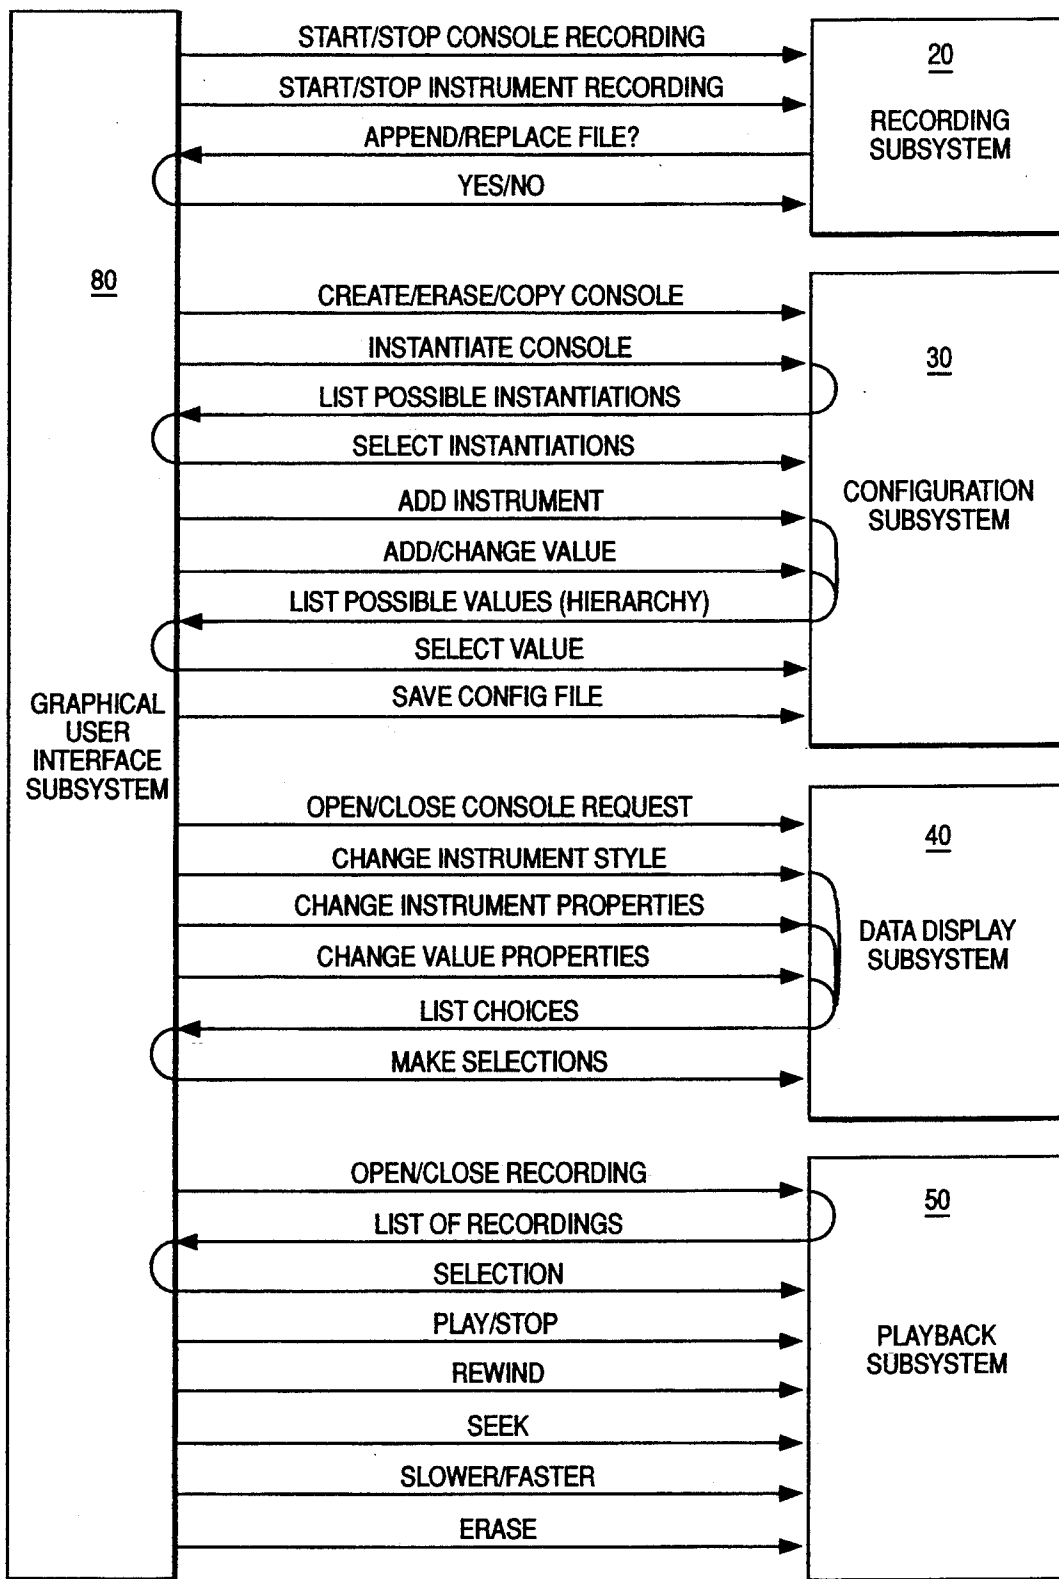 START/STOP CONSOLE RECORDING
START/STOP INSTRUMENT RECORDING
APPEND/REPLACE FILE?
YES/NO
20
RECORDING
SUBSYSTEM
80
GRAPHICAL
USER
INTERFACE
SUBSYSTEM
CREATE/ERASE/COPY CONSOLE
INSTANTIATE CONSOLE
LIST POSSIBLE INSTANTIATIONS
SELECT INSTANTIATIONS
ADD INSTRUMENT
ADD/CHANGE VALUE
LIST POSSIBLE VALUES (HIERARCHY)
SELECT VALUE
SAVE CONFIG FILE
30
CONFIGURATION
SUBSYSTEM
OPEN/CLOSE CONSOLE REQUEST
CHANGE INSTRUMENT STYLE
CHANGE INSTRUMENT PROPERTIES
CHANGE VALUE PROPERTIES
LIST CHOICES
MAKE SELECTIONS
40
DATA DISPLAY
SUBSYSTEM
OPEN/CLOSE RECORDING
LIST OF RECORDINGS
SELECTION
PLAY/STOP
REWIND
SEEK
SLOWER/FASTER
ERASE
50
PLAYBACK
SUBSYSTEM